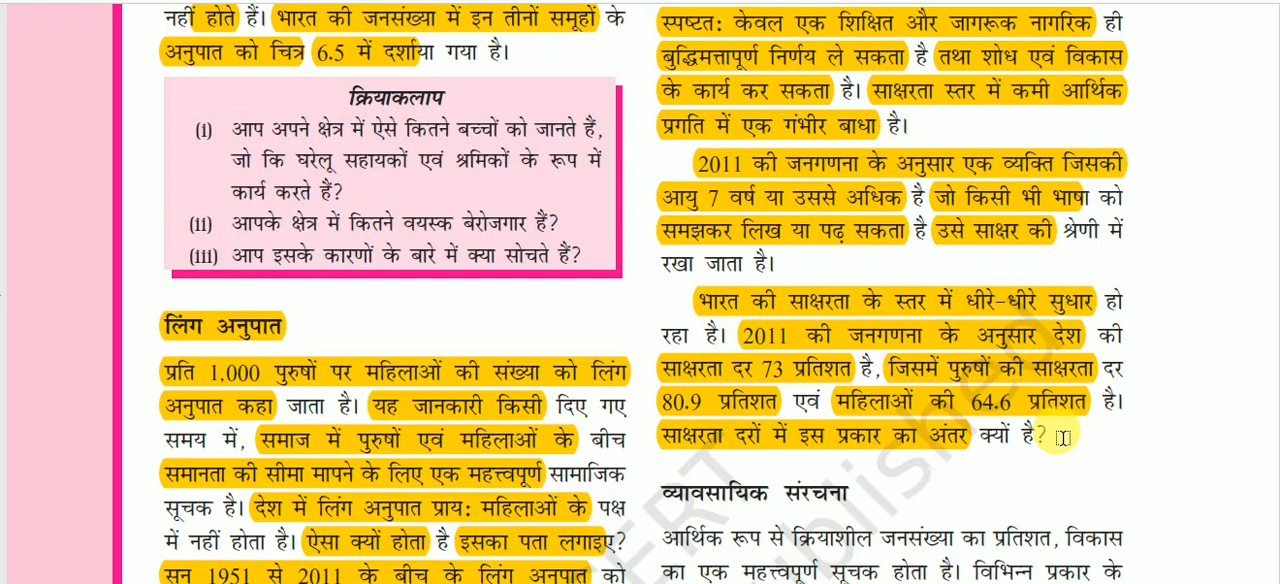 नहीं होते हैं। भारत की जनसंख्या में इन तीनों समूहों के
अनुपात को चित्र 6.5 में दर्शाया गया है।
क्रियाकलाप
(i) आप अपने क्षेत्र में ऐसे कितने बच्चों को जानते हैं,
जो कि घरेलू सहायकों एवं श्रमिकों के रूप में
कार्य करते हैं?
(ii) आपके क्षेत्र में कितने वयस्क बेरोजगार हैं?
(iii) आप इसके कारणों के बारे में क्या सोचते हैं?
लिंग अनुपात
प्रति 1,000 पुरुषों पर महिलाओं की संख्या को लिंग
अनुपात कहा जाता है। यह जानकारी किसी दिए गए
समय में, समाज में पुरुषों एवं महिलाओं के बीच
समानता की सीमा मापने के लिए एक महत्त्वपूर्ण सामाजिक
सूचक है। देश में लिंग अनुपात प्राय: महिलाओं के पक्ष
में नहीं होता है। ऐसा क्यों होता है इसका पता लगाइए?
सन् 1951 से 2011 के बीच के लिंग अनुपात को
स्पष्टत: केवल एक शिक्षित और जागरूक नागरिक ही
बुद्धिमत्तापूर्ण निर्णय ले सकता है तथा शोध एवं विकास
के कार्य कर सकता है। साक्षरता स्तर में कमी आर्थिक
प्रगति में एक गंभीर बाधा है।
2011 की जनगणना के अनुसार एक व्यक्ति जिसकी
आयु 7 वर्ष या उससे अधिक है जो किसी भी भाषा को
समझकर लिख या पढ़ सकता है उसे साक्षर की श्रेणी में
रखा जाता है।
भारत की साक्षरता के स्तर में धीरे-धीरे सुधार हो
रहा है। 2011 की जनगणना के अनुसार देश की
साक्षरता दर 73 प्रतिशत है, जिसमें पुरुषों की साक्षरता दर
80.9 प्रतिशत एवं महिलाओं की 64.6 प्रतिशत है।
साक्षरता दरों में इस प्रकार का अंतर क्यों है?
व्यावसायिक संरचना
आर्थिक रूप से क्रियाशील जनसंख्या का प्रतिशत, विकास
का एक महत्त्वपूर्ण सूचक होता है। विभिन्न प्रकार के